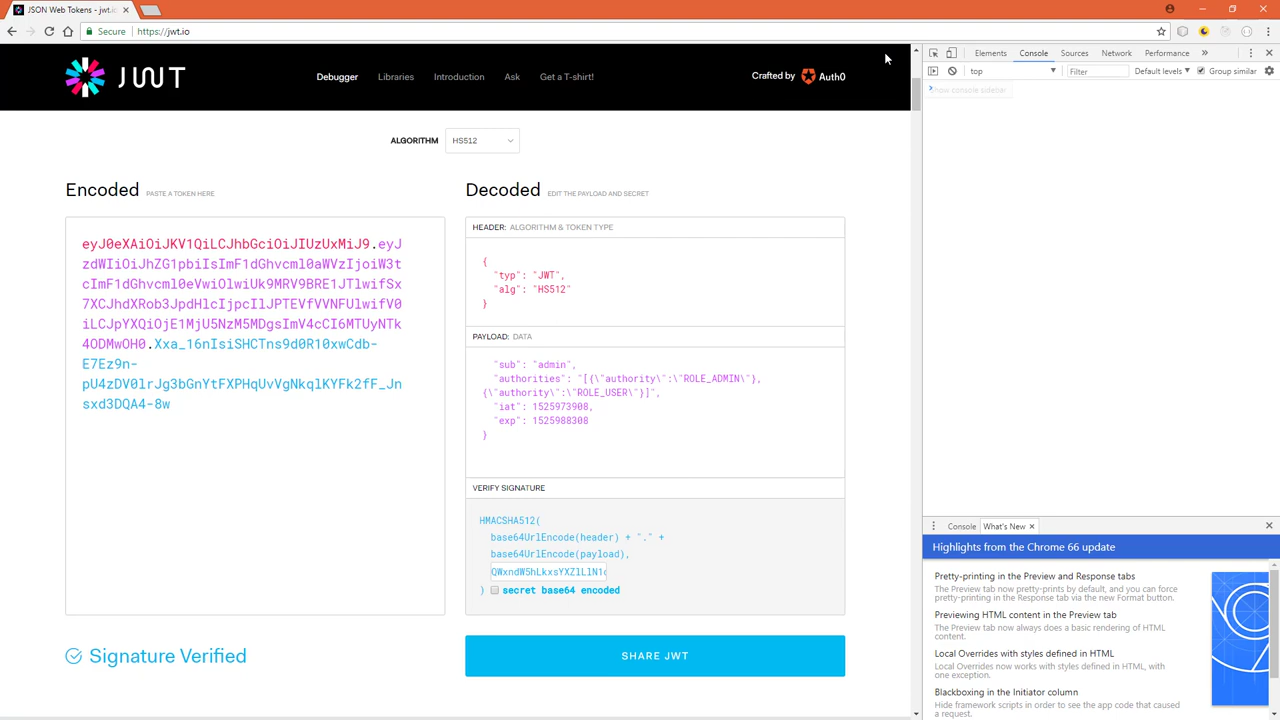 JSON Web Tokens - jwt.io
Secure
https://jwt.io
JWT
Debugger
Libraries
Introduction
Ask
Get a T-shirt!
Crafted by
Auth0
ALGORITHM
HS512
Encoded
PASTE A TOKEN HERE
eyJ0eXAiOiJKV1QiLCJhbGciOiJIUzUxMiJ9.eyJ
zdWIiOiJhZG1pbiIsImF1dGhvcml0aWVzIjoiW3t
cImF1dGhvcml0eVwiOlwiUk9MRV9BRE1JTlwifSx
7XCJhdXRob3JpdHlcIjpcIlJPTEVfVVNFUlwifV0
iLCJpYXQiOjE1MjU5NzM5MDgsImV4cCI6MTUyNTk
4ODMwOH0.Xxa_16nIsiSHCTns9d0R10xwCdb-
E7Ez9n-
pU4zDV0lrJg3bGnYtFXPHqUvVgNkqlKYFk2fF_Jn
sxd3DQA4-8w
Signature Verified
Decoded
EDIT THE PAYLOAD AND SECRET
HEADER: ALGORITHM & TOKEN TYPE
{
"typ": "JWT",
"alg": "HS512"
}
PAYLOAD: DATA
"sub": "admin",
"authorities": "[{\"authority\":\"ROLE_ADMIN\"},
{\"authority\":\"ROLE_USER\"}]",
"iat": 1525973908,
"exp": 1525988308
}
VERIFY SIGNATURE
HMACSHA512(
base64UrlEncode(header) + "." +
base64UrlEncode(payload),
) secret base64 encoded
SHARE JWT
Elements
Console
Sources
Network
Performance
»
top
Filter
Default levels
Group similar
Show console sidebar
Console
What's New
Highlights from the Chrome 66 update
Pretty-printing in the Preview and Response tabs
The Preview tab now pretty-prints by default, and you can force
pretty-printing in the Response tab via the new Format button.
Previewing HTML content in the Preview tab
The Preview tab now always does a basic rendering of HTML
content.
Local Overrides with styles defined in HTML
Local Overrides now works with styles defined in HTML, with
one exception.
Blackboxing in the Initiator column
Hide framework scripts in order to see the app code that caused
a request.